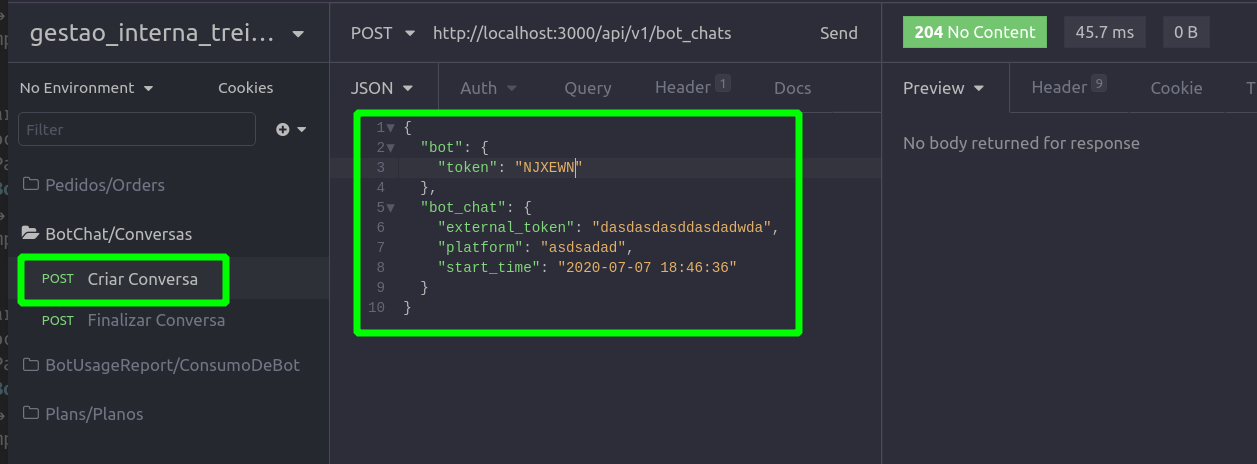 gestao_interna_trei...
POST http://localhost:3000/api/v1/bot_chats Send
204 No Content 45.7 ms 0 B
No Environment Cookies
JSON Auth Query Header 1 Docs
Preview Header 9 Cookie
Filter
Pedidos/Orders
BotChat/Conversas
POST Criar Conversa
POST Finalizar Conversa
BotUsageReport/ConsumoDeBot
Plans/Planos
1 {
2 "bot": {
3 "token": "NJXEWN"
4 },
5 "bot_chat": {
6 "external_token": "dasdasdasddasdadwda",
7 "platform": "asdsadad",
8 "start_time": "2020-07-07 18:46:36"
9 }
10 }
No body returned for response